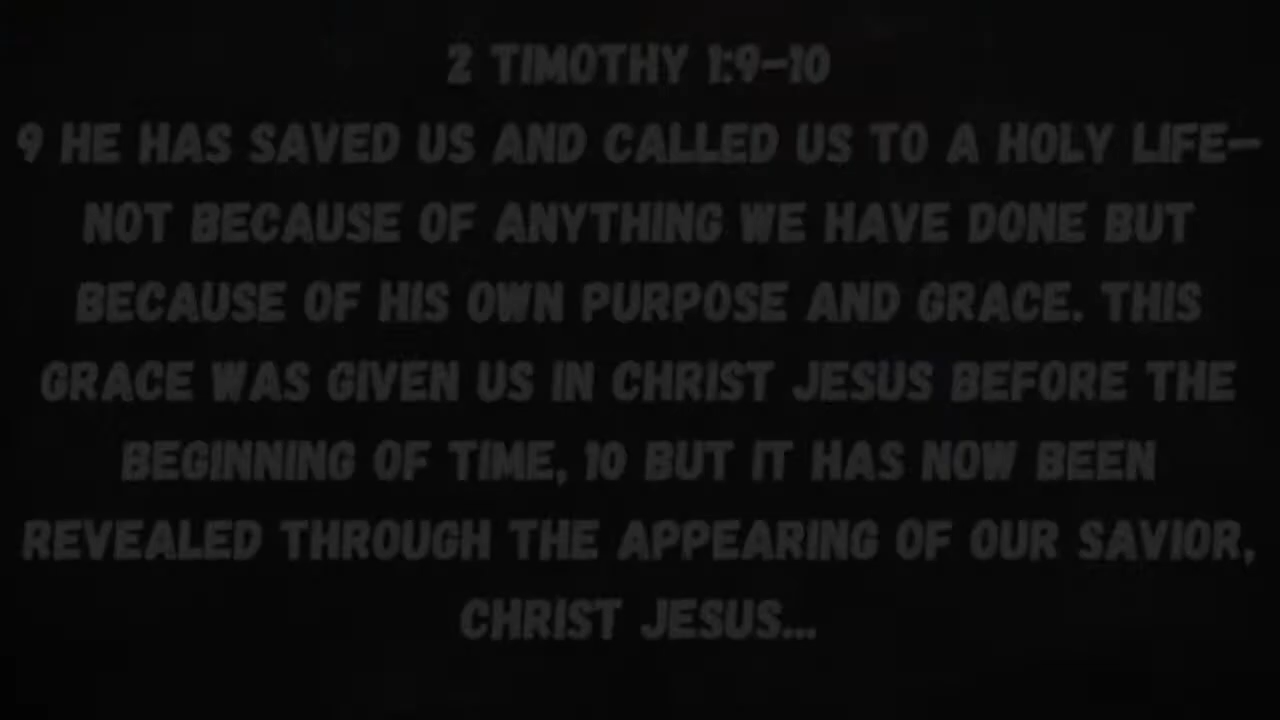 2 TIMOTHY 1:9–10
9 HE HAS SAVED US AND CALLED US TO A HOLY LIFE—
NOT BECAUSE OF ANYTHING WE HAVE DONE BUT
BECAUSE OF HIS OWN PURPOSE AND GRACE. THIS
GRACE WAS GIVEN US IN CHRIST JESUS BEFORE THE
BEGINNING OF TIME, 10 BUT IT HAS NOW BEEN
REVEALED THROUGH THE APPEARING OF OUR SAVIOR,
CHRIST JESUS...